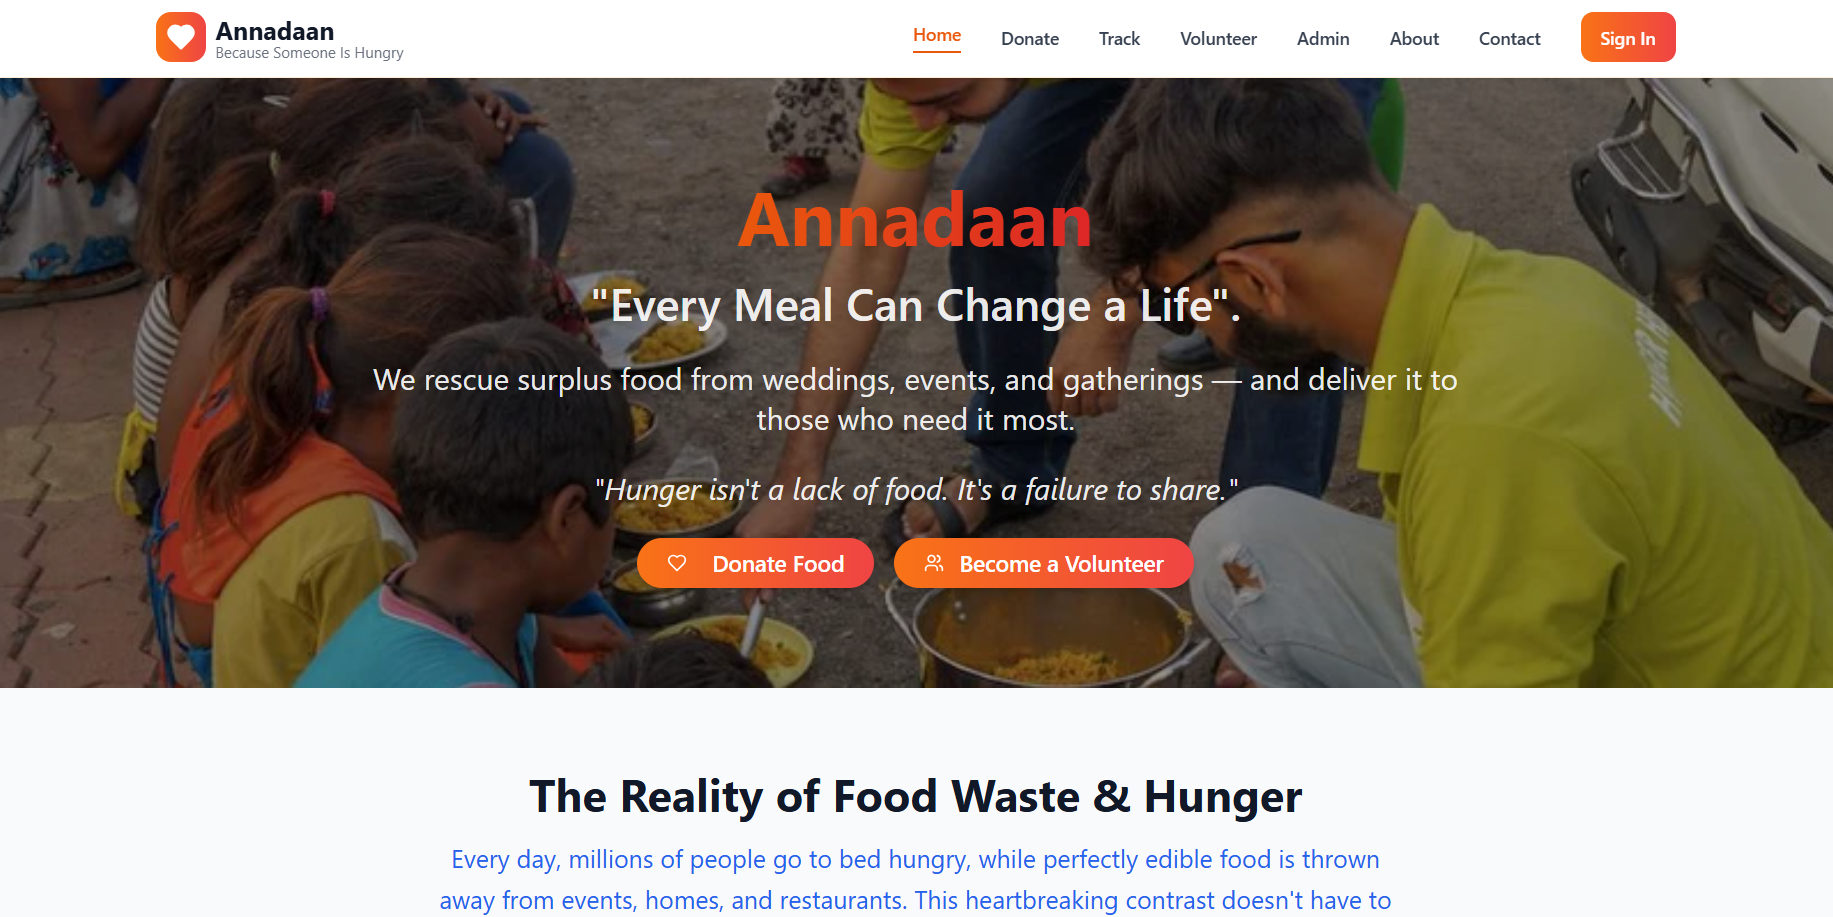 Annadaan
Because Someone Is Hungry
Home
Donate
Track
Volunteer
Admin
About
Contact
Sign In
Annadaan
"Every Meal Can Change a Life".
We rescue surplus food from weddings, events, and gatherings — and deliver it to
those who need it most.
"Hunger isn't a lack of food. It's a failure to share."
Donate Food
Become a Volunteer
The Reality of Food Waste & Hunger
Every day, millions of people go to bed hungry, while perfectly edible food is thrown
away from events, homes, and restaurants. This heartbreaking contrast doesn't have to